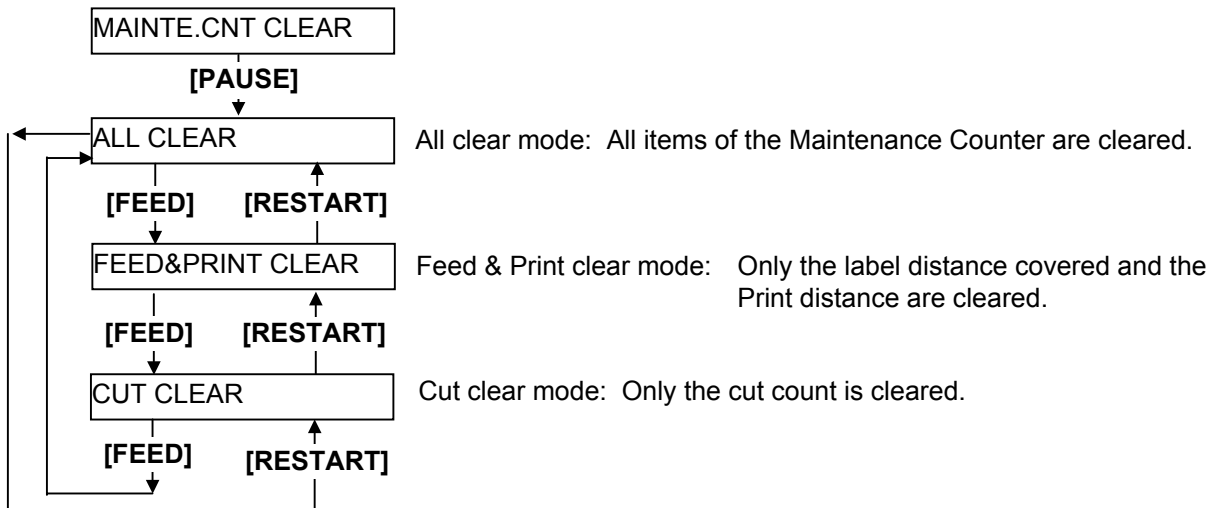 MAINTE.CNT CLEAR
[PAUSE]
ALL CLEAR
All clear mode: All items of the Maintenance Counter are cleared.
[FEED] [RESTART]
FEED&PRINT CLEAR
Feed & Print clear mode: Only the label distance covered and the
Print distance are cleared.
[FEED] [RESTART]
CUT CLEAR
Cut clear mode: Only the cut count is cleared.
[FEED] [RESTART]